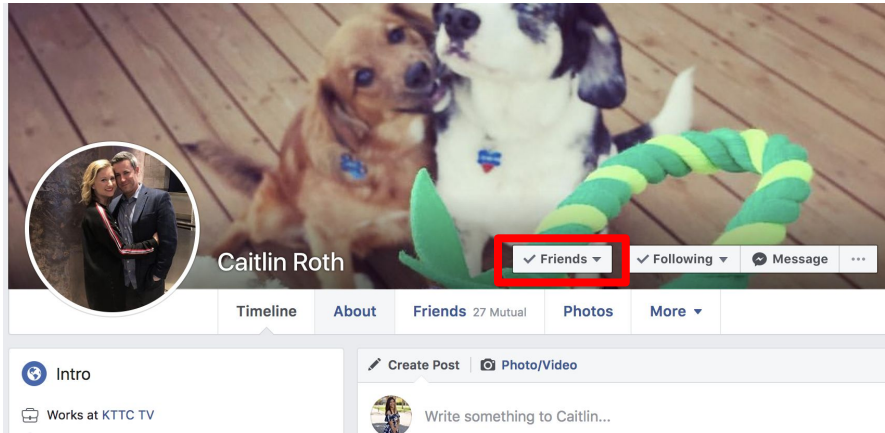 Caitlin Roth
Friends
Following
Message
Timeline
About
Friends 27 Mutual
Photos
More
Intro
Works at KTTC TV
Create Post
Photo/Video
Write something to Caitlin...